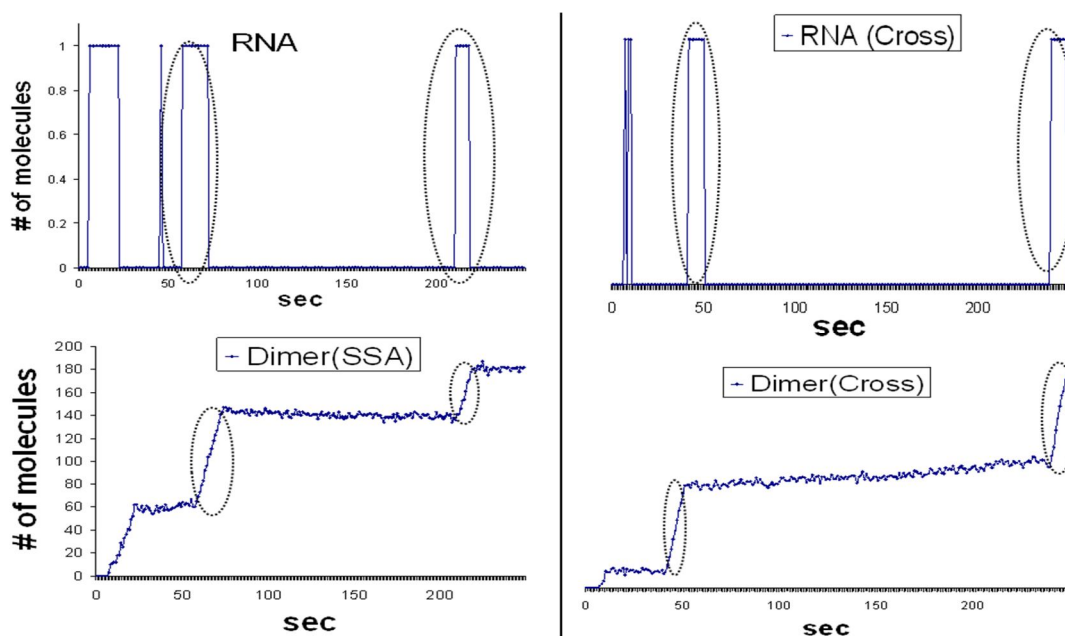 RNA
# of molecules
1
0.8
0.6
0.4
0.2
0
0 50 100 150 200
sec
RNA (Cross)
0 50 100 150 200
sec
Dimer(SSA)
# of molecules
200
180
160
140
120
100
80
60
40
20
0
0 50 100 150 200
sec
Dimer(Cross)
0 50 100 150 200
sec